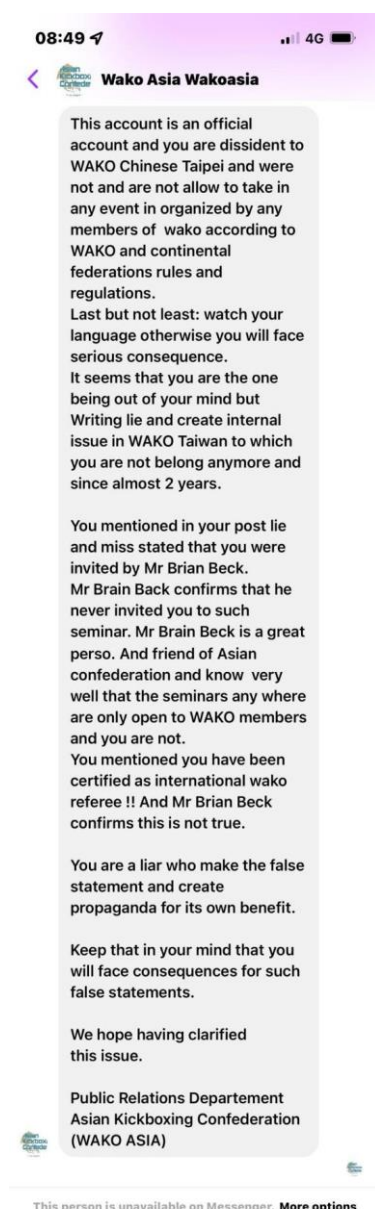 08:49
4G
Wako Asia Wakoasia
This account is an official
account and you are dissident to
WAKO Chinese Taipei and were
not and are not allow to take in
any event in organized by any
members of wako according to
WAKO and continental
federations rules and
regulations.
Last but not least: watch your
language otherwise you will face
serious consequence.
It seems that you are the one
being out of your mind but
Writing lie and create internal
issue in WAKO Taiwan to which
you are not belong anymore and
since almost 2 years.
You mentioned in your post lie
and miss stated that you were
invited by Mr Brian Beck.
Mr Brain Back confirms that he
never invited you to such
seminar. Mr Brain Beck is a great
perso. And friend of Asian
confederation and know very
well that the seminars any where
are only open to WAKO members
and you are not.
You mentioned you have been
certified as international wako
referee !! And Mr Brian Beck
confirms this is not true.
You are a liar who make the false
statement and create
propaganda for its own benefit.
Keep that in your mind that you
will face consequences for such
false statements.
We hope having clarified
this issue.
Public Relations Departement
Asian Kickboxing Confederation
(WAKO ASIA)
This person is unavailable on Messenger. More options